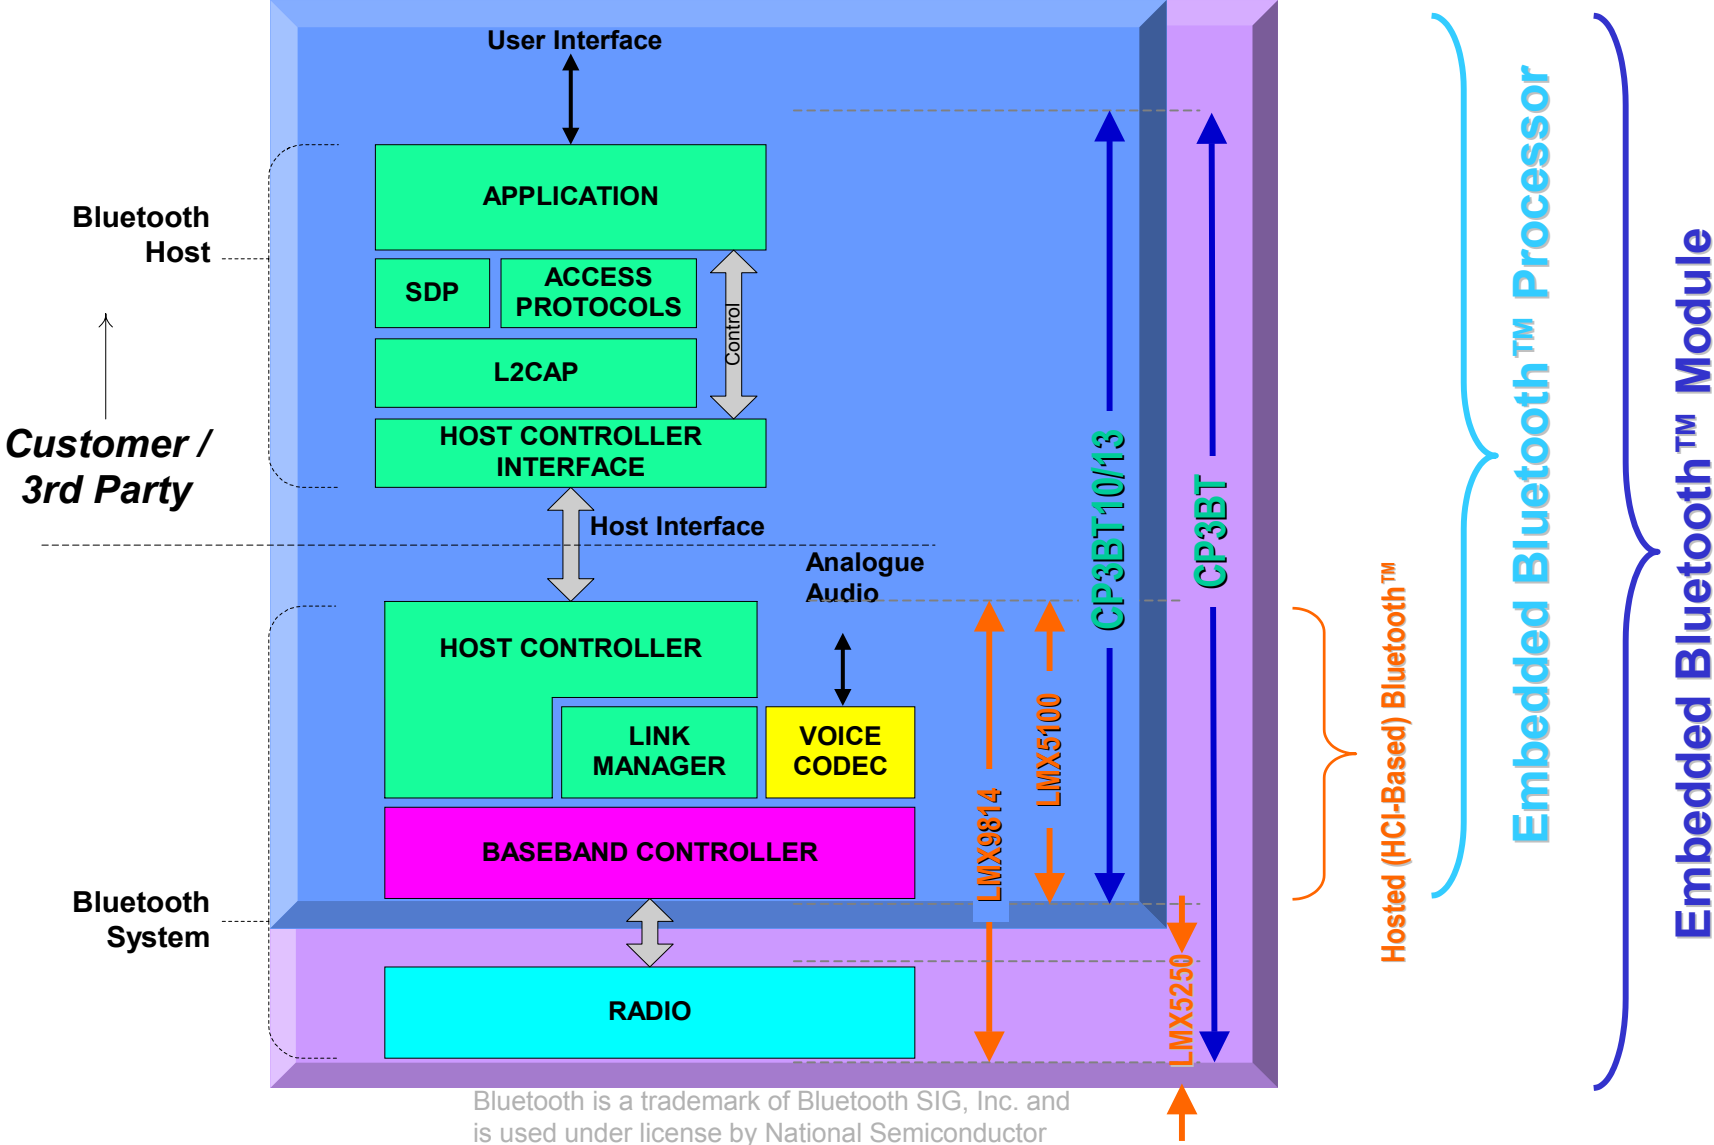 User Interface
APPLICATION
Bluetooth
Host
SDP
ACCESS
PROTOCOLS
Control
L2CAP
HOST CONTROLLER
INTERFACE
Customer /
3rd Party
Host Interface
Analogue
Audio
HOST CONTROLLER
LINK
MANAGER
VOICE
CODEC
BASEBAND CONTROLLER
Bluetooth
System
RADIO
LMX9814
LMX5100
CP3BT10/13
CP3BT
LMX5250
Hosted (HCI-Based) Bluetooth™
Embedded Bluetooth™ Processor
Embedded Bluetooth™ Module
Bluetooth is a trademark of Bluetooth SIG, Inc. and
is used under license by National Semiconductor